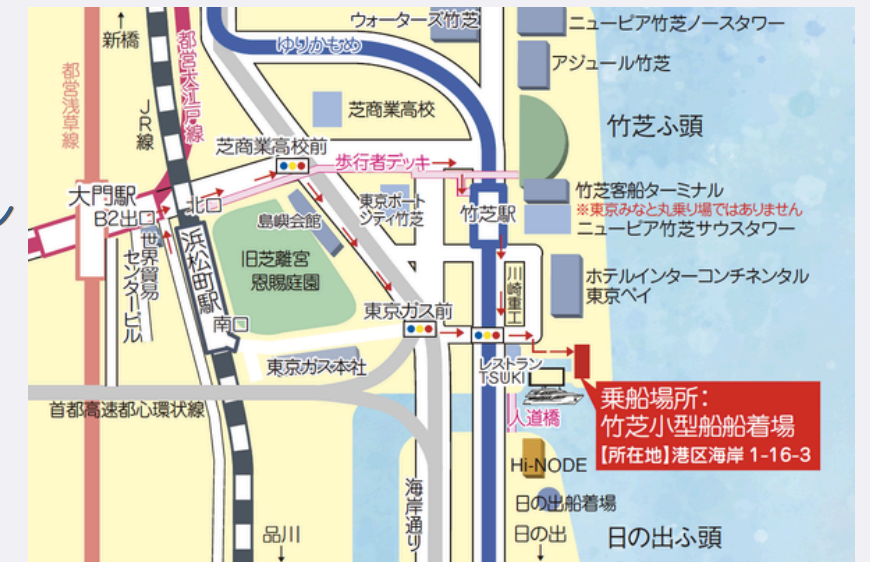 ウォーターズ竹芝
ニューピア竹芝ノースタワー
新橋
都営大江戸線
ゆりかもめ
アジュール竹芝
都営浅草線
JR線
芝商業高校
竹芝ふ頭
芝商業高校前
歩行者デッキ
大門駅
B2出口
北口
島嶼会館
東京ポート
シティ竹芝
竹芝駅
竹芝客船ターミナル
※東京みなと丸乗り場ではありません
ニューピア竹芝サウスタワー
世界貿易
センタービル
浜松町駅
旧芝離宮
恩賜庭園
川崎重工
ホテルインターコンチネンタル
東京ベイ
南口
東京ガス前
東京ガス本社
レストラン
TSUKI
首都高速都心環状線
人道橋
乗船場所：
竹芝小型船船着場
【所在地】港区海岸 1-16-3
Hi-NODE
海岸通り
日の出船着場
品川
日の出
日の出ふ頭